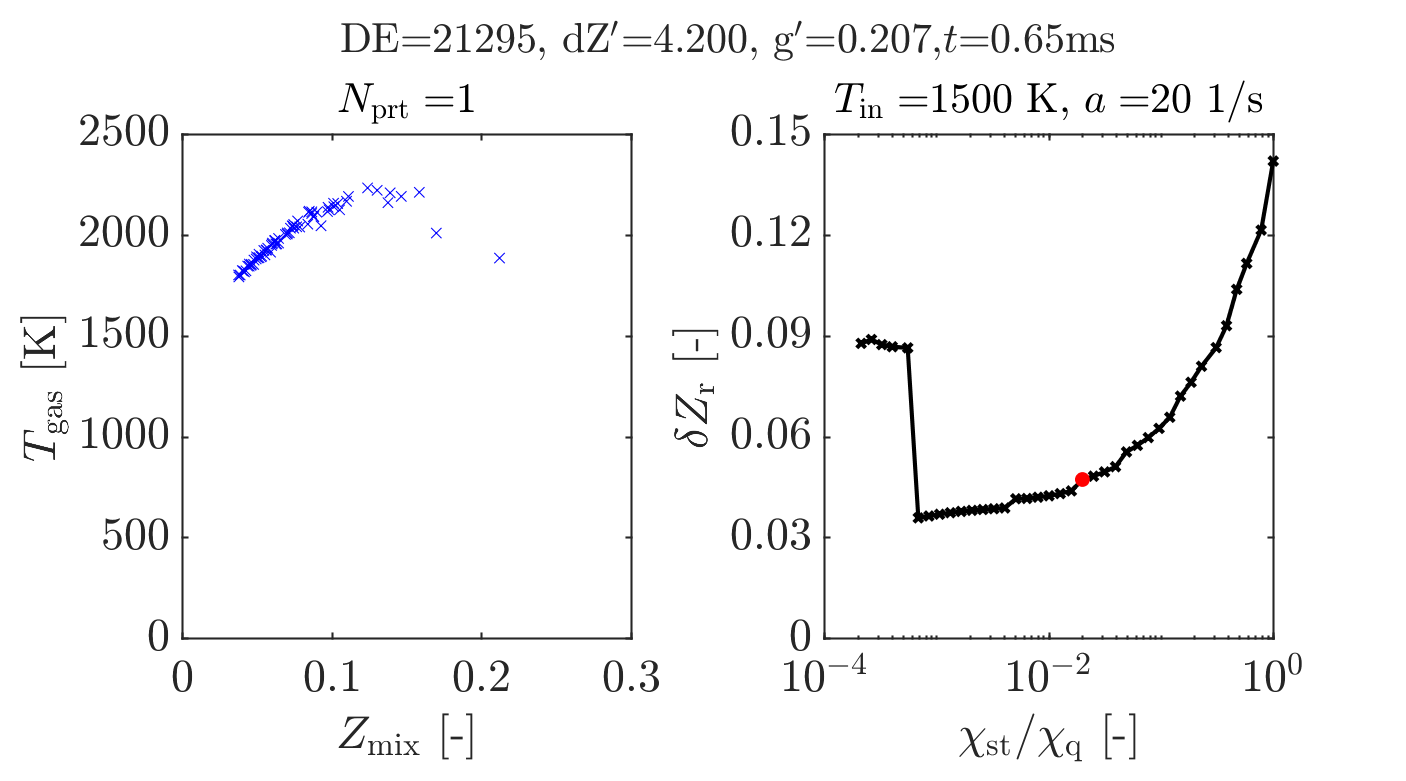 DE=21295, dZ′=4.200, g′=0.207,t=0.65ms
N_prt =1
T_in =1500 K, a =20 1/s
2500
2000
1500
1000
500
0
T_gas [K]
0 0.1 0.2 0.3
Z_mix [-]
0.15
0.12
0.09
0.06
0.03
0
δZ_r [-]
10^−4 10^−2 10^0
χ_st/χ_q [-]